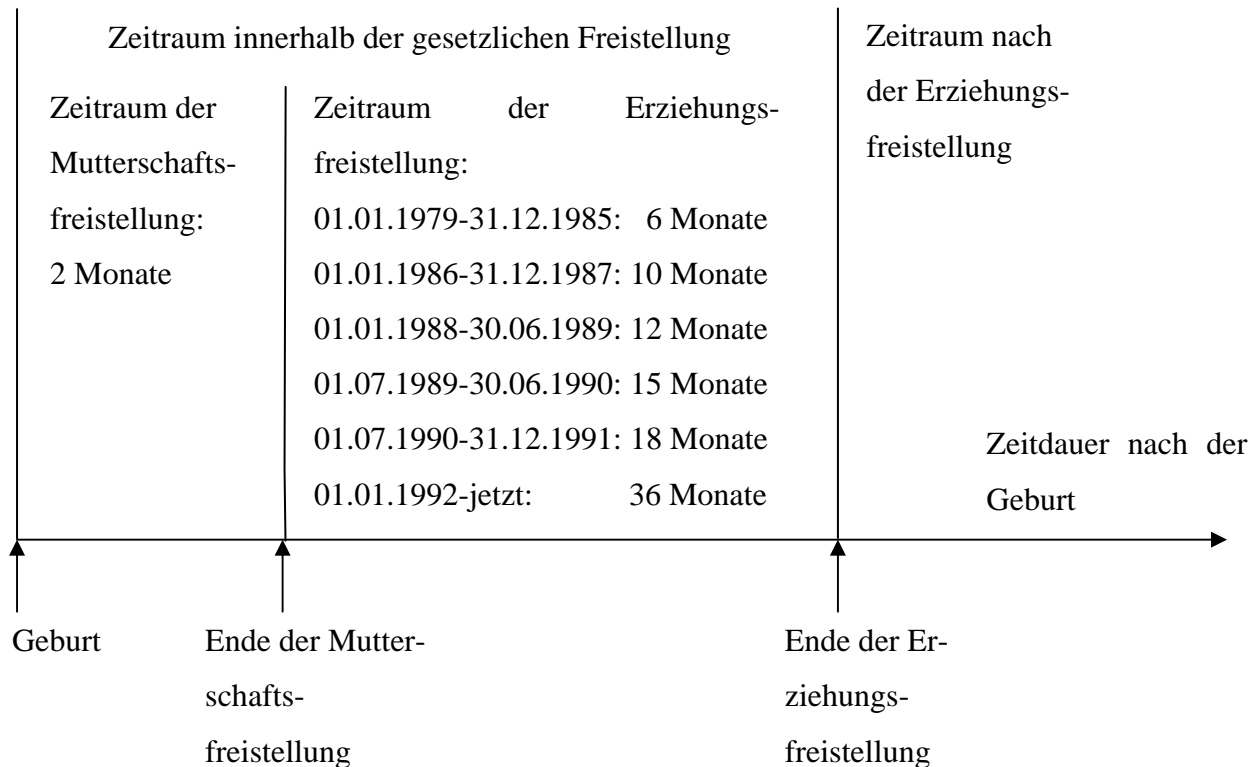 Zeitraum innerhalb der gesetzlichen Freistellung
Zeitraum der
Mutterschafts-
freistellung:
2 Monate
Zeitraum der Erziehungs-
freistellung:
01.01.1979-31.12.1985: 6 Monate
01.01.1986-31.12.1987: 10 Monate
01.01.1988-30.06.1989: 12 Monate
01.07.1989-30.06.1990: 15 Monate
01.07.1990-31.12.1991: 18 Monate
01.01.1992-jetzt: 36 Monate
Zeitraum nach
der Erziehungs-
freistellung
Zeitdauer nach der
Geburt
Geburt
Ende der Mutter-
schafts-
freistellung
Ende der Er-
ziehungs-
freistellung